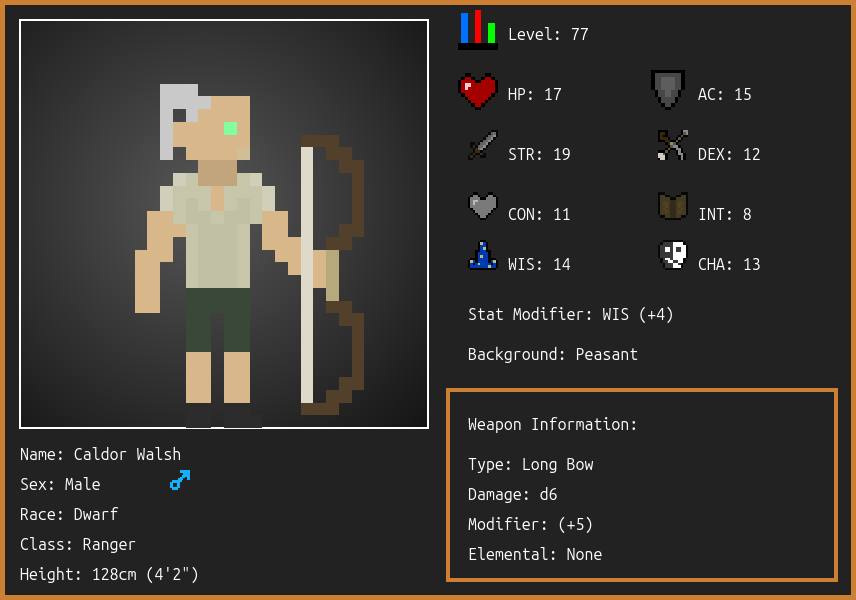 Level: 77
HP: 17
AC: 15
STR: 19
DEX: 12
CON: 11
INT: 8
WIS: 14
CHA: 13
Stat Modifier: WIS (+4)
Background: Peasant
Weapon Information:
Type: Long Bow
Damage: d6
Modifier: (+5)
Elemental: None
Name: Caldor Walsh
Sex: Male
Race: Dwarf
Class: Ranger
Height: 128cm (4'2")